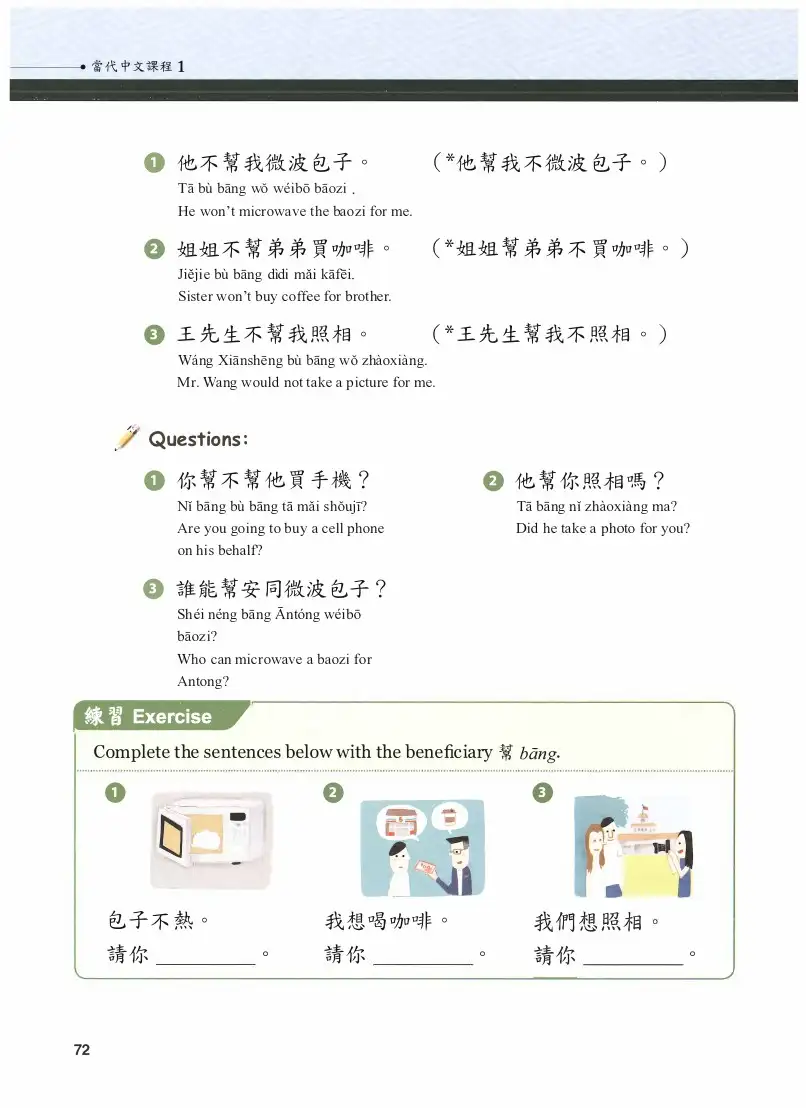 當代中文課程 1
1 他不幫我微波包子。 （*他幫我不微波包子。）
Tā bù bāng wǒ wéibō bāozi .
He won't microwave the baozi for me.
2 姐姐不幫弟弟買咖啡。 （*姐姐幫弟弟不買咖啡。）
Jiějie bù bāng dìdi mǎi kāfēi.
Sister won't buy coffee for brother.
3 王先生不幫我照相。 （*王先生幫我不照相。）
Wáng Xiānshēng bù bāng wǒ zhàoxiàng.
Mr. Wang would not take a picture for me.
Questions:
1 你幫不幫他買手機？
Nǐ bāng bù bāng tā mǎi shǒujī?
Are you going to buy a cell phone
on his behalf?
2 他幫你照相嗎？
Tā bāng nǐ zhàoxiàng ma?
Did he take a photo for you?
3 誰能幫安同微波包子？
Shéi néng bāng Āntóng wéibō
bāozi?
Who can microwave a baozi for
Antong?
練習 Exercise
Complete the sentences below with the beneficiary 幫 bāng.
1
包子不熱。
請你 __________。
2
我想喝咖啡。
請你 __________。
3
我們想照相。
請你 __________。
72